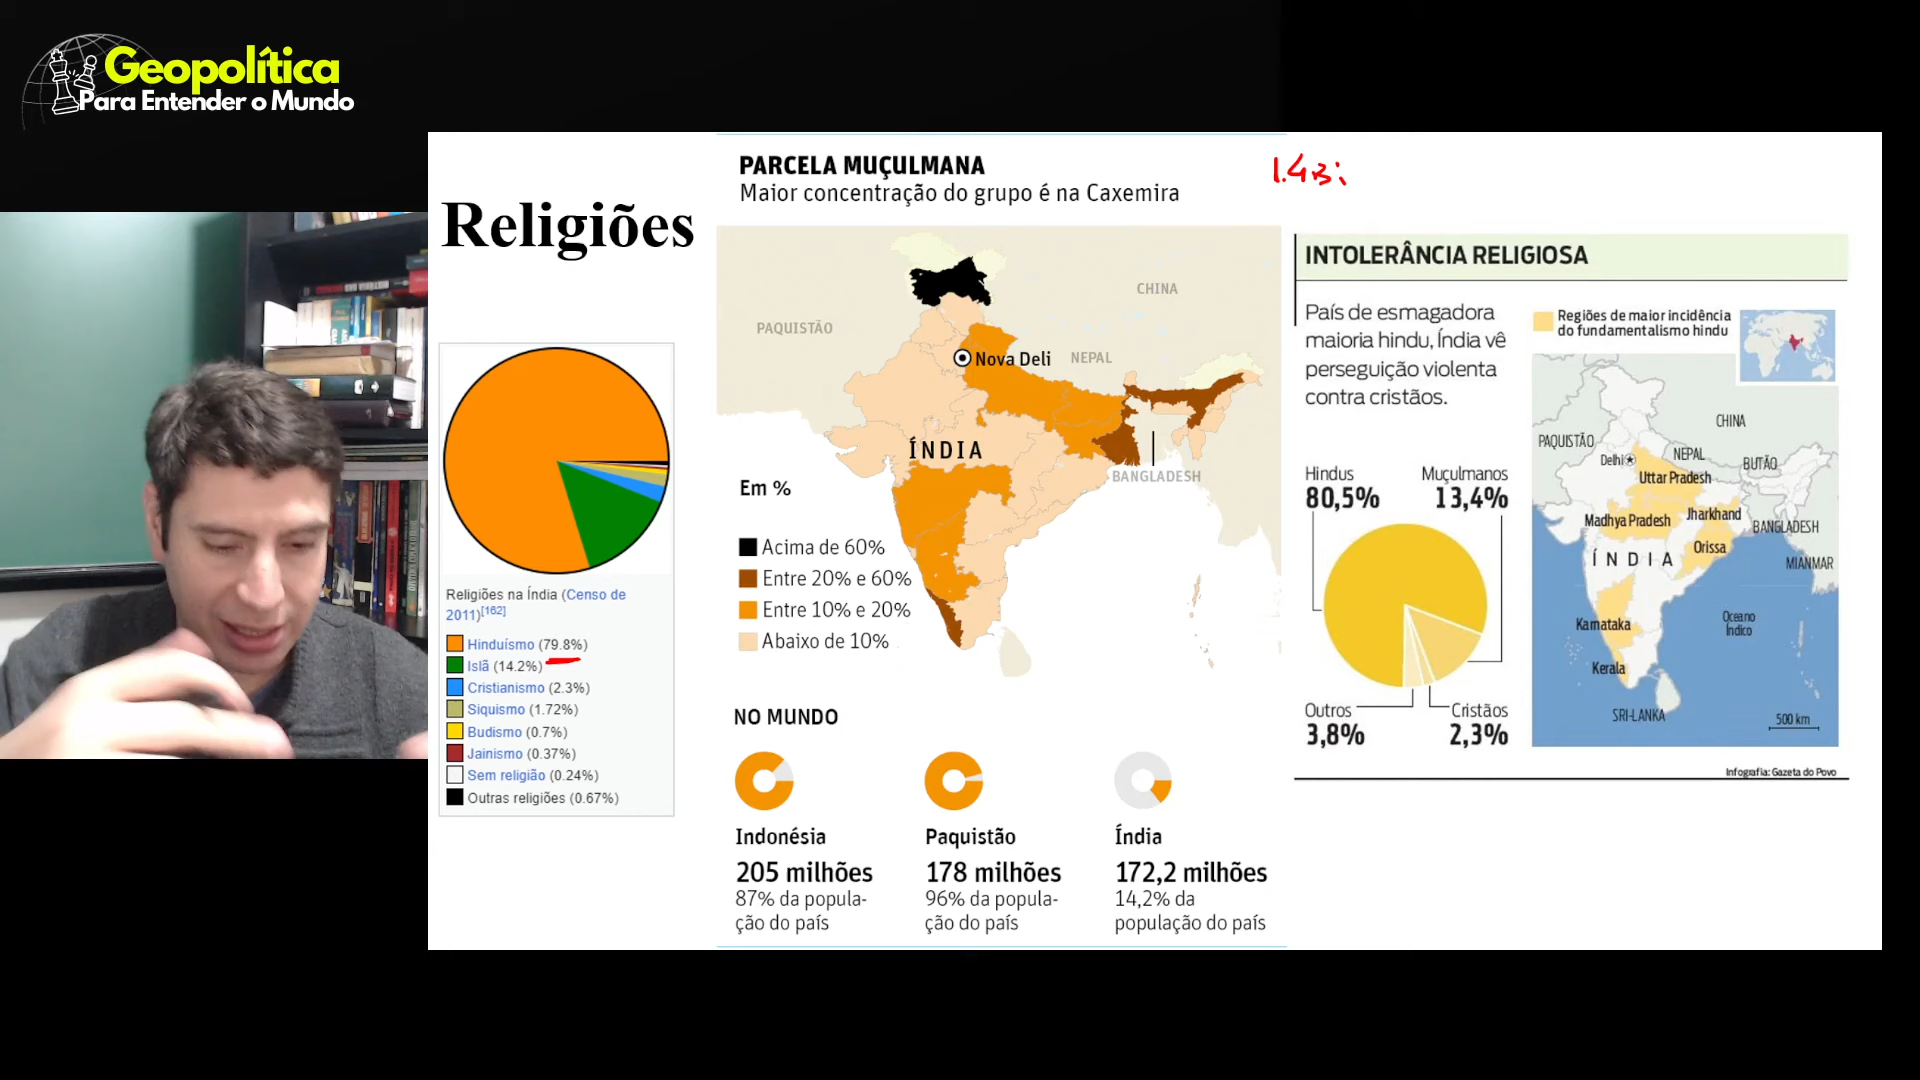 Geopolítica
Para Entender o Mundo
Religiões
Religiões na Índia (Censo de
2011)[162]
Hinduísmo (79.8%)
Islã (14.2%)
Cristianismo (2.3%)
Siquismo (1.72%)
Budismo (0.7%)
Jainismo (0.37%)
Sem religião (0.24%)
Outras religiões (0.67%)
PARCELA MUÇULMANA
Maior concentração do grupo é na Caxemira
CHINA
PAQUISTÃO
Nova Deli
NEPAL
ÍNDIA
BANGLADESH
Em %
Acima de 60%
Entre 20% e 60%
Entre 10% e 20%
Abaixo de 10%
NO MUNDO
Indonésia
205 milhões
87% da popula-
ção do país
Paquistão
178 milhões
96% da popula-
ção do país
Índia
172,2 milhões
14,2% da
população do país
1.4Bi
INTOLERÂNCIA RELIGIOSA
País de esmagadora
maioria hindu, Índia vê
perseguição violenta
contra cristãos.
Hindus
80,5%
Muçulmanos
13,4%
Outros
3,8%
Cristãos
2,3%
Regiões de maior incidência
do fundamentalismo hindu
CHINA
PAQUISTÃO
Delhi
NEPAL
BUTÃO
Uttar Pradesh
Madhya Pradesh
Jharkhand
BANGLADESH
Orissa
ÍNDIA
MIANMAR
Karnataka
Oceano
Índico
Kerala
SRI-LANKA
500 km
Infografia: Gazeta do Povo